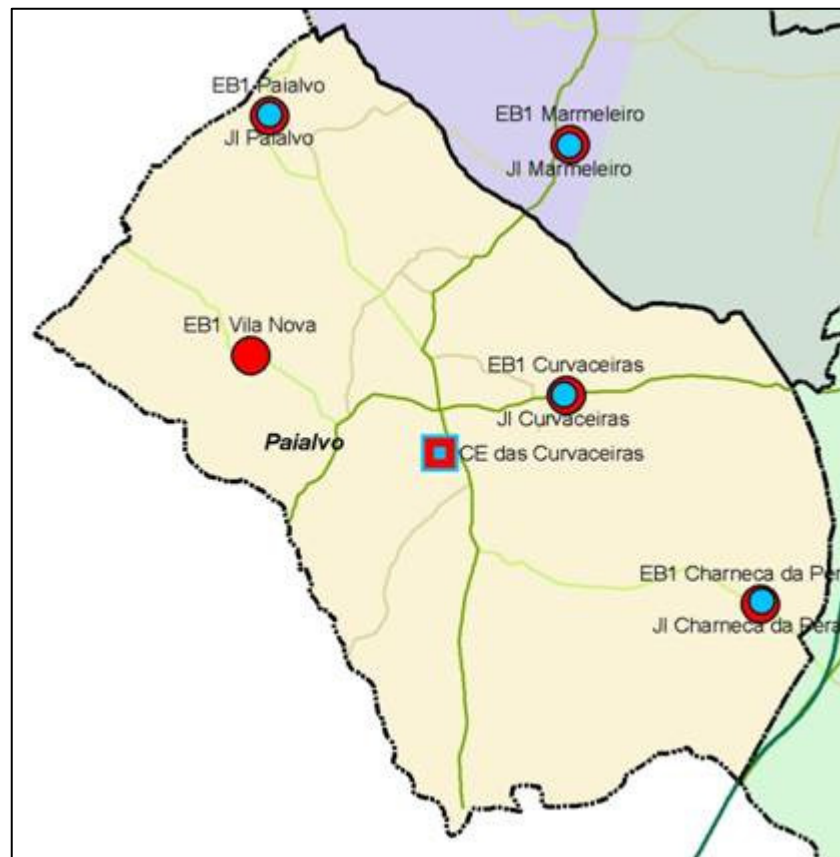 EB1 Paialvo
JI Paialvo
EB1 Marmeleiro
JI Marmeleiro
EB1 Vila Nova
EB1 Curvaceiras
JI Curvaceiras
Paialvo
CE das Curvaceiras
EB1 Charneca da Per
JI Charneca da Pera